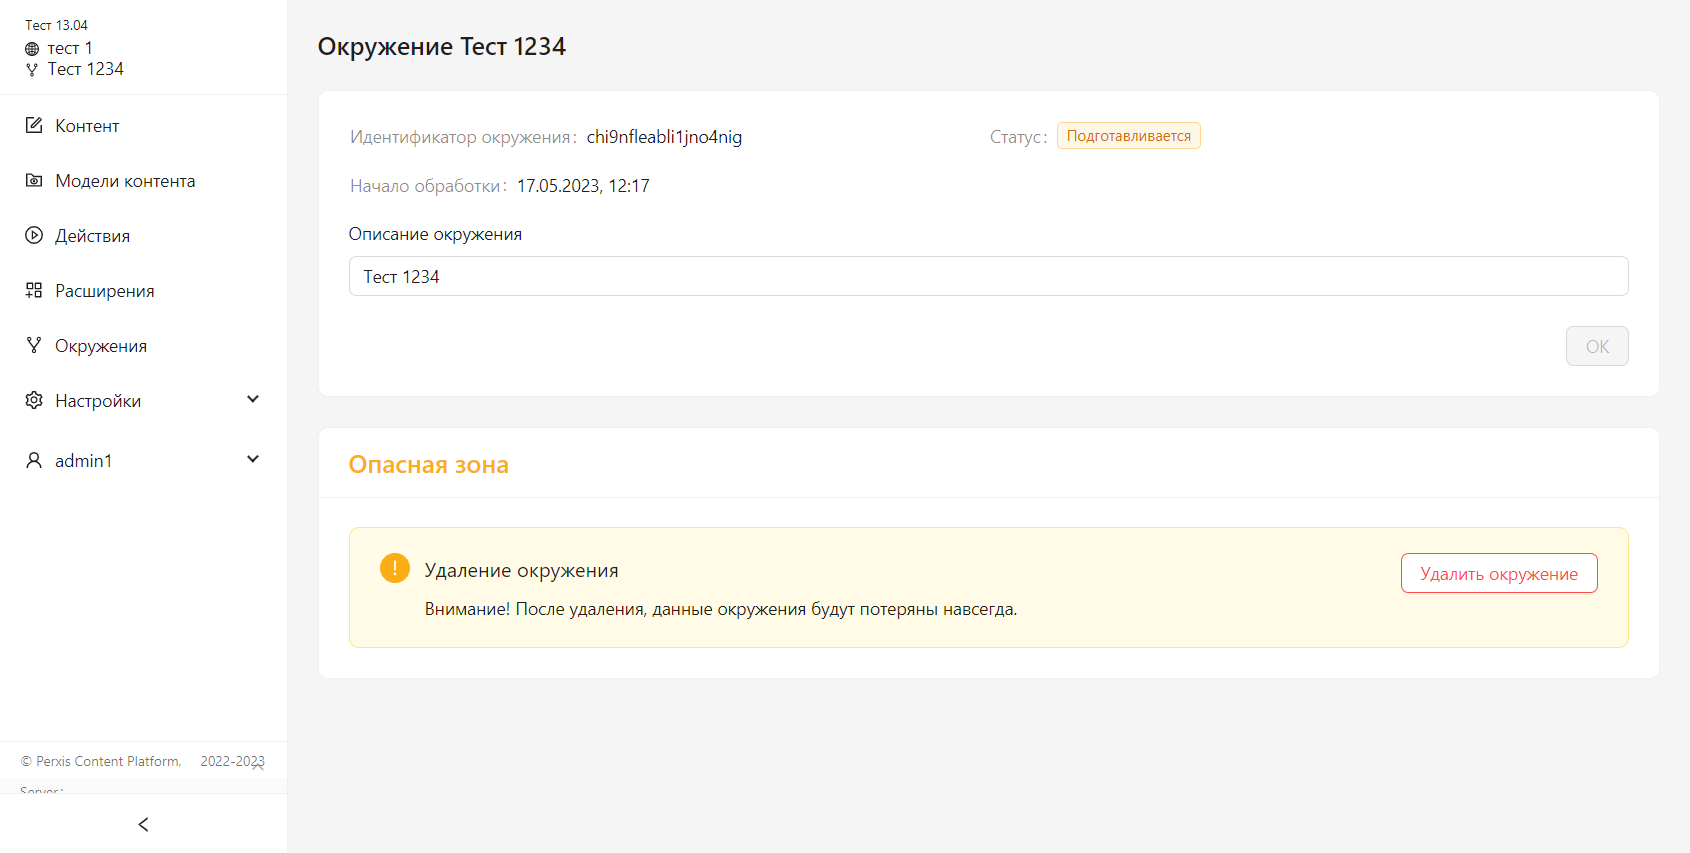 Тест 13.04
тест 1
Тест 1234
Контент
Модели контента
Действия
Расширения
Окружения
Настройки
admin1
© Perxis Content Platform, 2022-2023
Server:
Окружение Тест 1234
Идентификатор окружения: chi9nfleabli1jno4nig
Статус: Подготавливается
Начало обработки: 17.05.2023, 12:17
Описание окружения
Тест 1234
OK
Опасная зона
Удаление окружения
Удалить окружение
Внимание! После удаления, данные окружения будут потеряны навсегда.